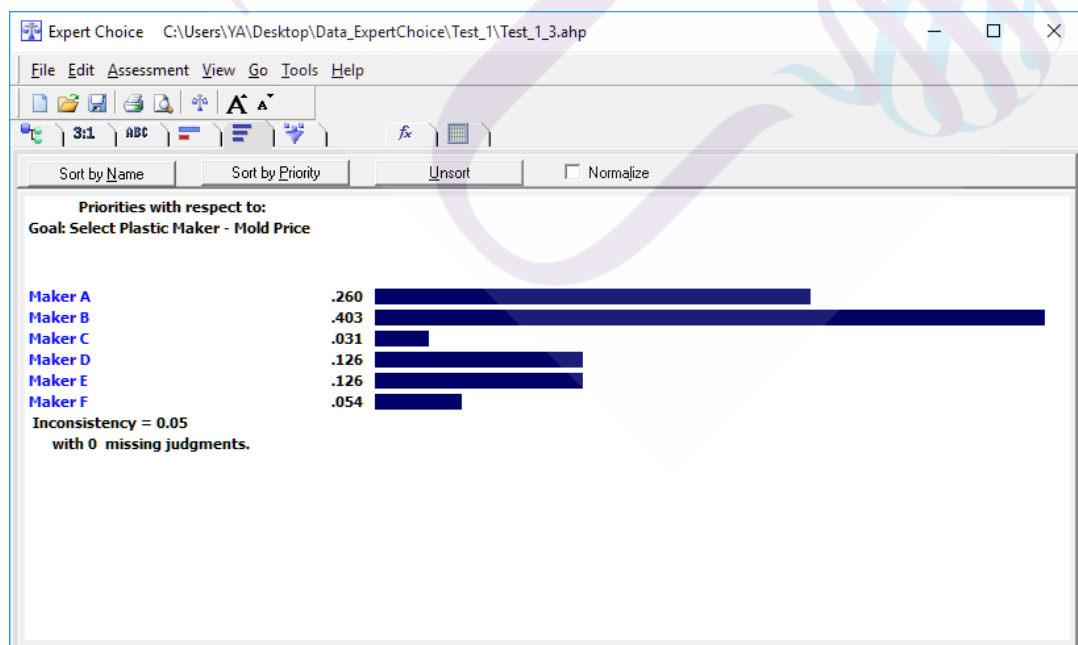 Expert Choice C:\Users\YA\Desktop\Data_ExpertChoice\Test_1\Test_1_3.ahp
File Edit Assessment View Go Tools Help
A A
3:1 ABC fx
Sort by Name Sort by Priority Unsort Normalize
Priorities with respect to:
Goal: Select Plastic Maker - Mold Price
Maker A .260
Maker B .403
Maker C .031
Maker D .126
Maker E .126
Maker F .054
Inconsistency = 0.05
with 0 missing judgments.